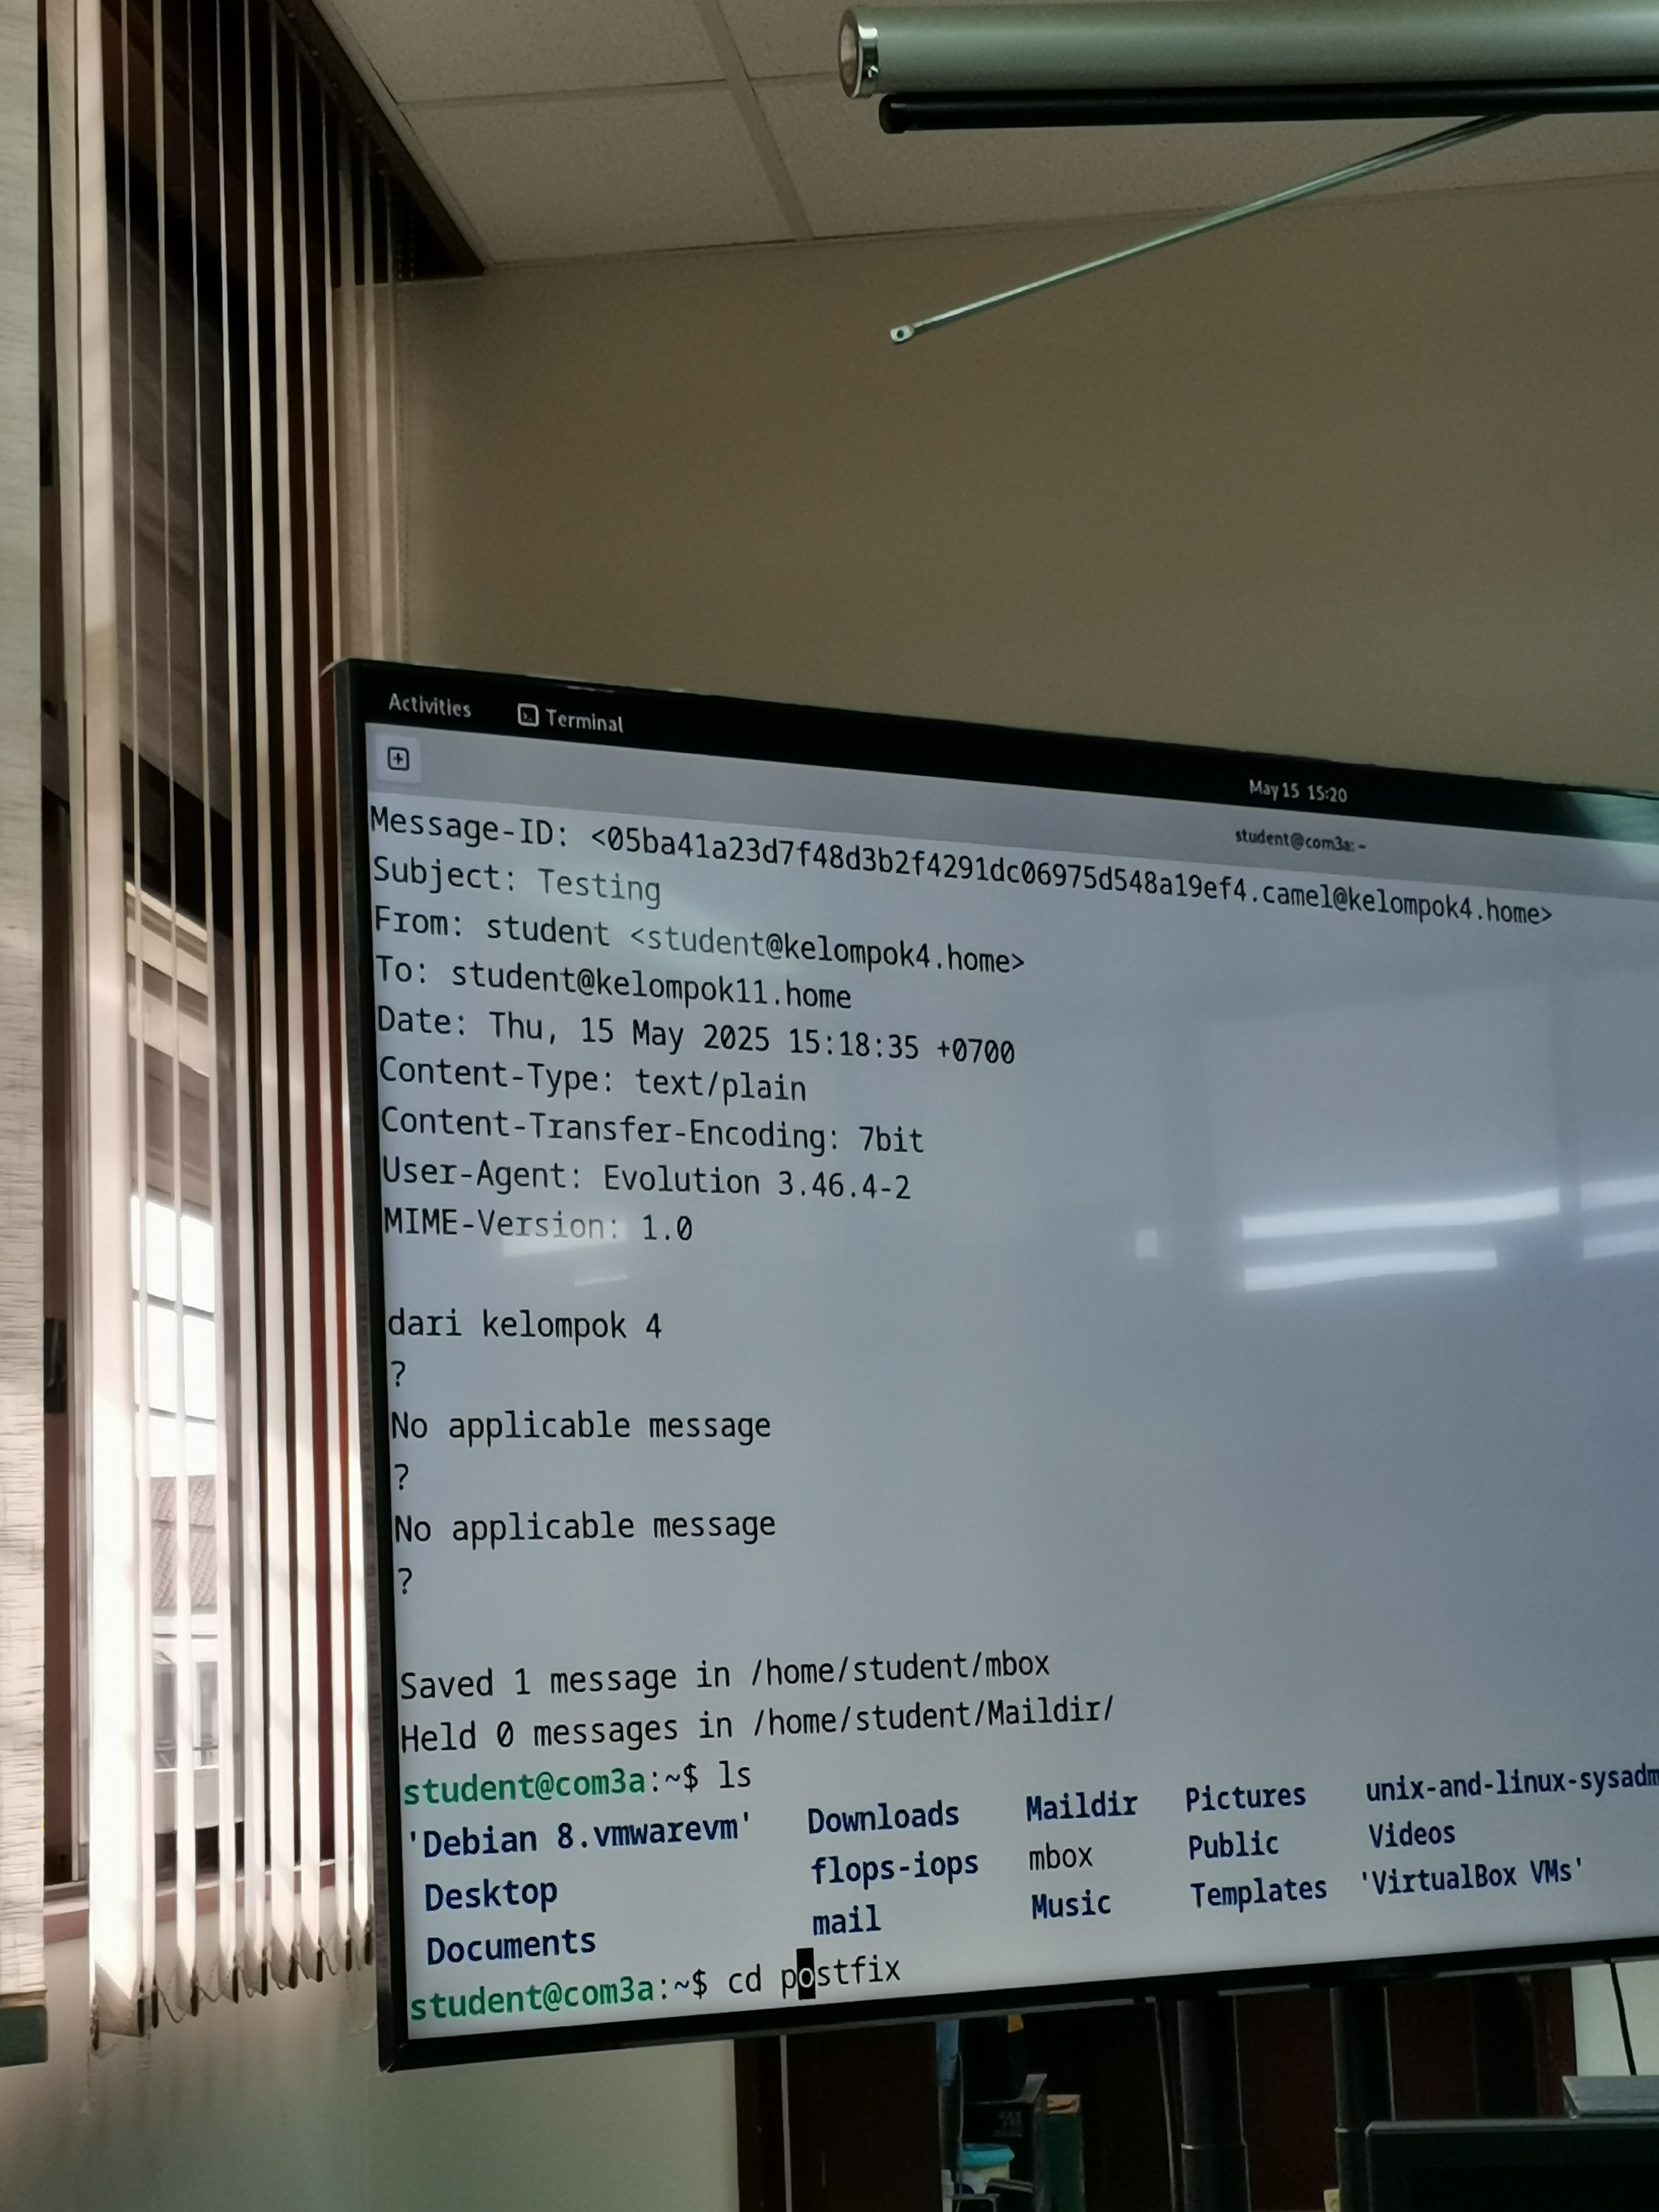 Activities Terminal
May 15 15:20
student@com3a: ~
Message-ID: <05ba41a23d7f48d3b2f4291dc06975d548a19ef4.camel@kelompok4.home>
Subject: Testing
From: student <student@kelompok4.home>
To: student@kelompok11.home
Date: Thu, 15 May 2025 15:18:35 +0700
Content-Type: text/plain
Content-Transfer-Encoding: 7bit
User-Agent: Evolution 3.46.4-2
MIME-Version: 1.0
dari kelompok 4
?
No applicable message
?
No applicable message
?
Saved 1 message in /home/student/mbox
Held 0 messages in /home/student/Maildir/
student@com3a:~$ ls
'Debian 8.vmwarevm' Downloads Maildir Pictures unix-and-linux-sysadm
Desktop flops-iops mbox Public Videos
Documents mail Music Templates 'VirtualBox VMs'
student@com3a:~$ cd postfix